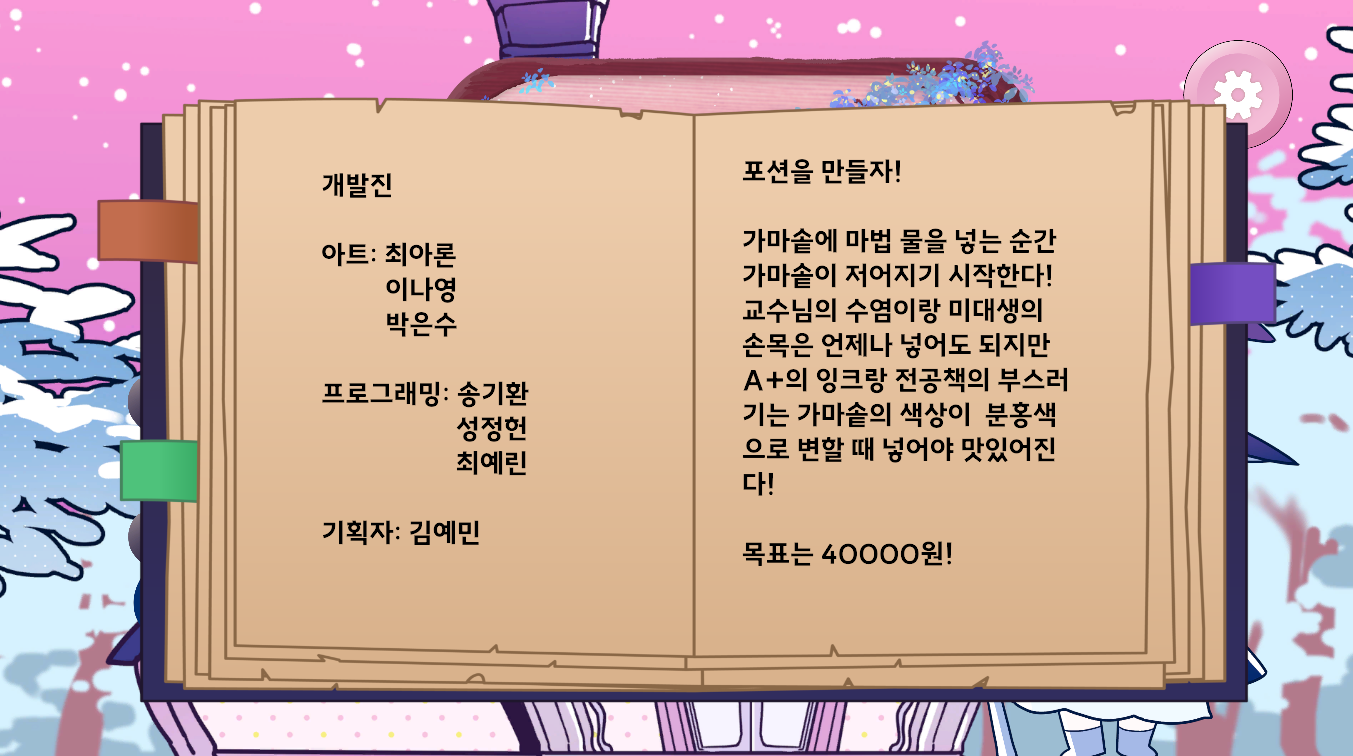 개발진
아트: 최아론
이나영
박은수
프로그래밍: 송기환
성정헌
최예린
기획자: 김예민
포션을 만들자!
가마솥에 마법 물을 넣는 순간
가마솥이 저어지기 시작한다!
교수님의 수염이랑 미대생의
손목은 언제나 넣어도 되지만
A+의 잉크랑 전공책의 부스러
기는 가마솥의 색상이  분홍색
으로 변할 때 넣어야 맛있어진
다!
목표는 40000원!